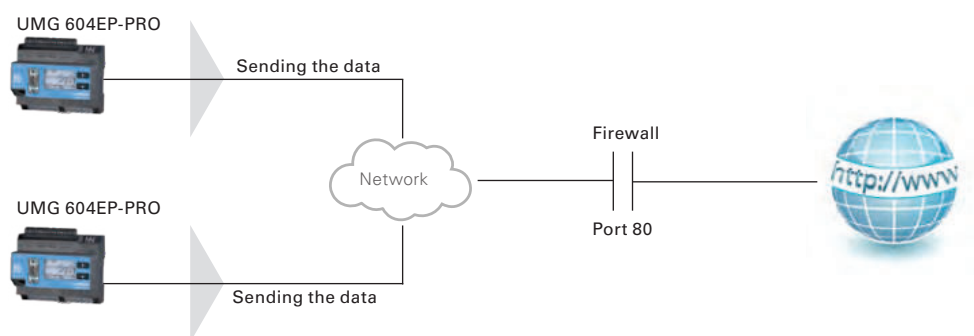 UMG 604EP-PRO
Sending the data
Firewall
Network
http://www
Port 80
UMG 604EP-PRO
Sending the data